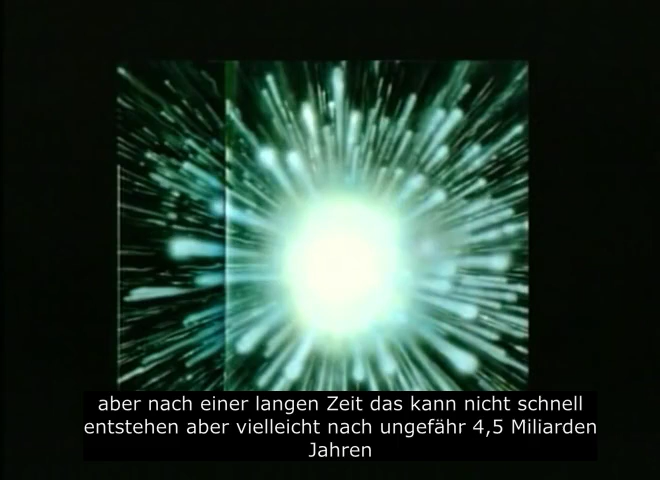 aber nach einer langen Zeit das kann nicht schnell
entstehen aber vielleicht nach ungefähr 4,5 Miliarden
Jahren